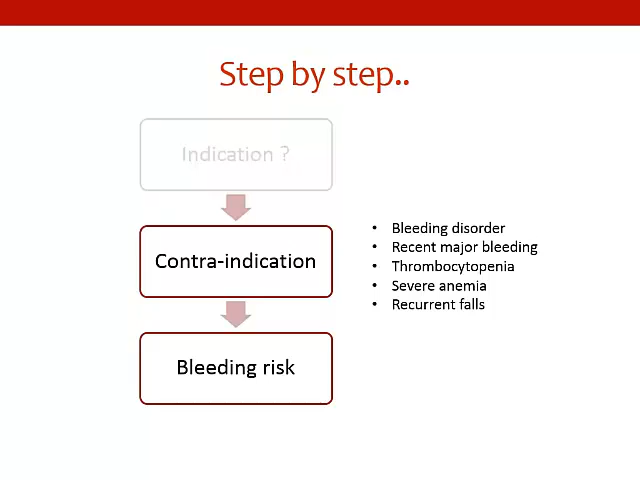 Step by step..
Indication ?
Contra-indication
• Bleeding disorder
• Recent major bleeding
• Thrombocytopenia
• Severe anemia
• Recurrent falls
Bleeding risk